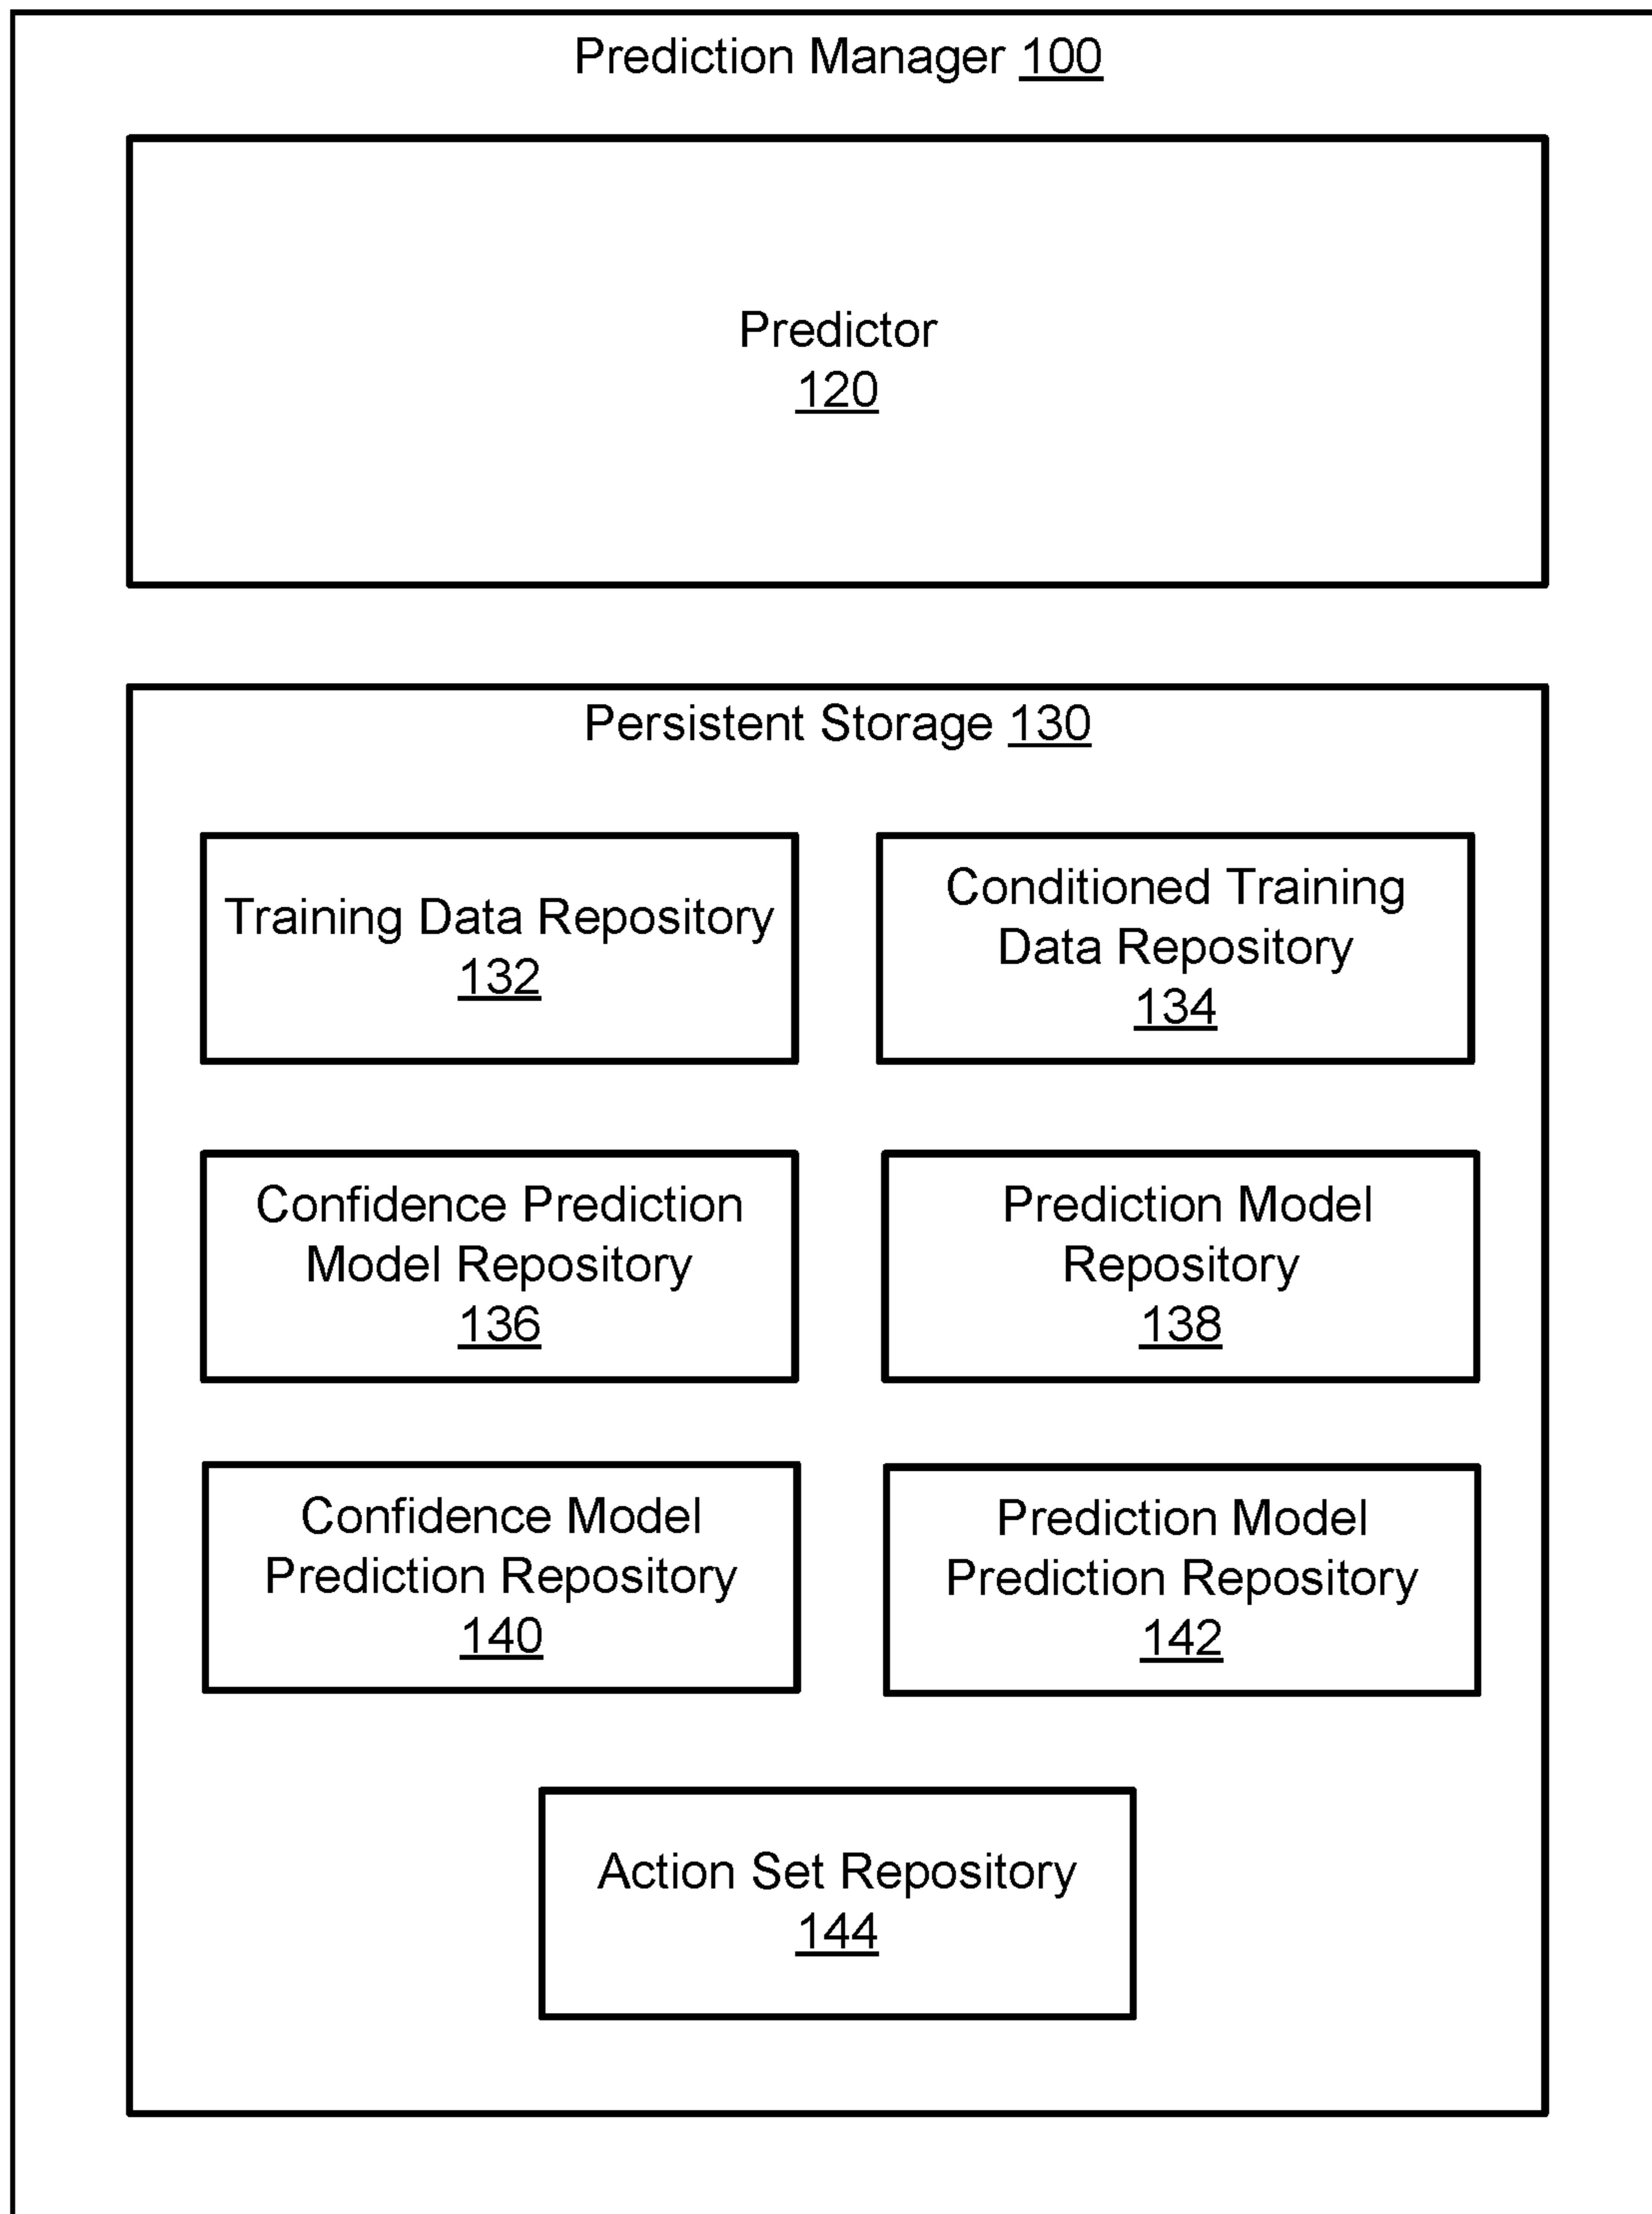 Prediction Manager 100
Predictor
120
Persistent Storage 130
Training Data Repository
132
Conditioned Training
Data Repository
134
Confidence Prediction
Model Repository
136
Prediction Model
Repository
138
Confidence Model
Prediction Repository
140
Prediction Model
Prediction Repository
142
Action Set Repository
144